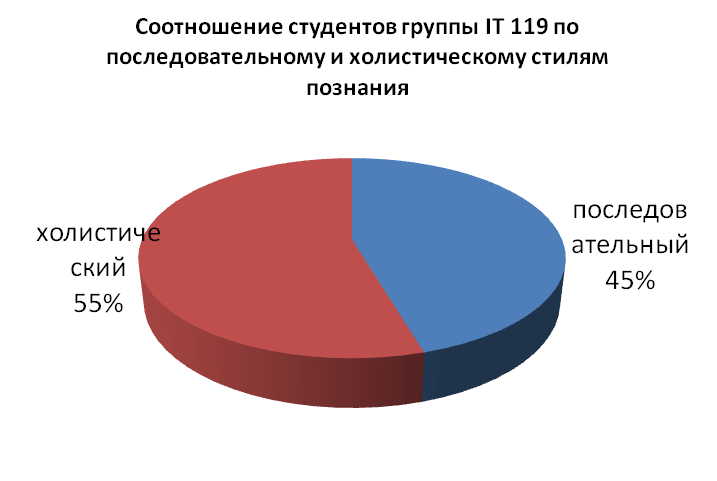 Соотношение студентов группы IT 119 по
последовательному и холистическому стилям
познания
холистиче
ский
55%
последов
ательный
45%